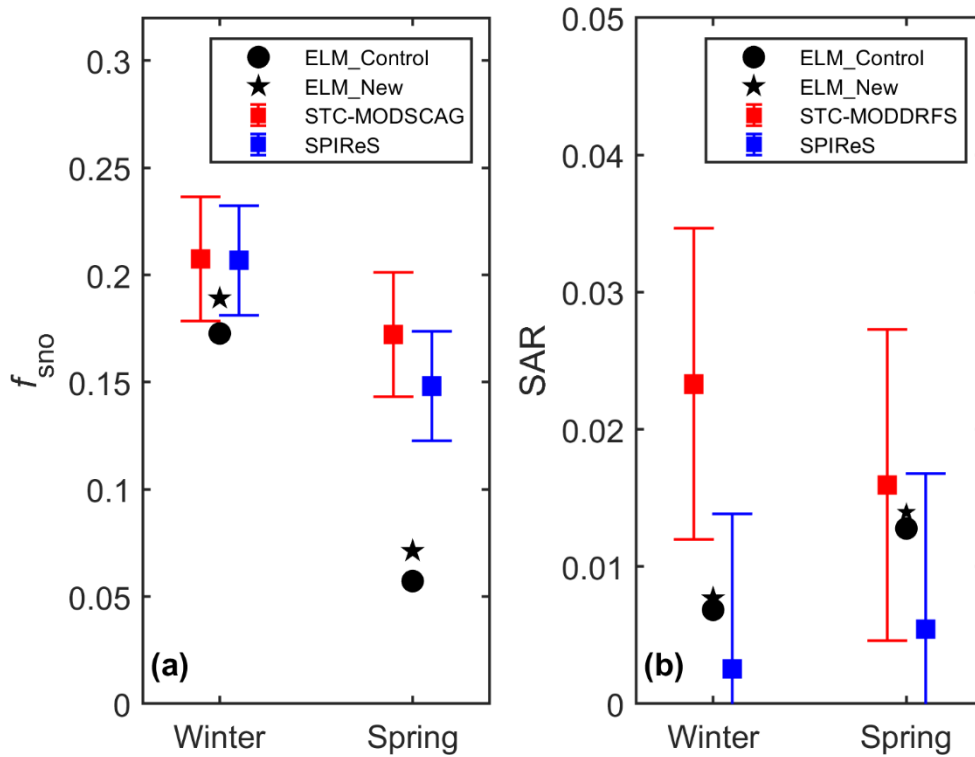 ELM_Control
ELM_New
STC-MODSCAG
SPIReS
0.3
0.25
0.2
0.15
0.1
0.05
0
fsno
(a)
Winter
Spring
ELM_Control
ELM_New
STC-MODDRFS
SPIReS
0.05
0.04
0.03
0.02
0.01
0
SAR
(b)
Winter
Spring